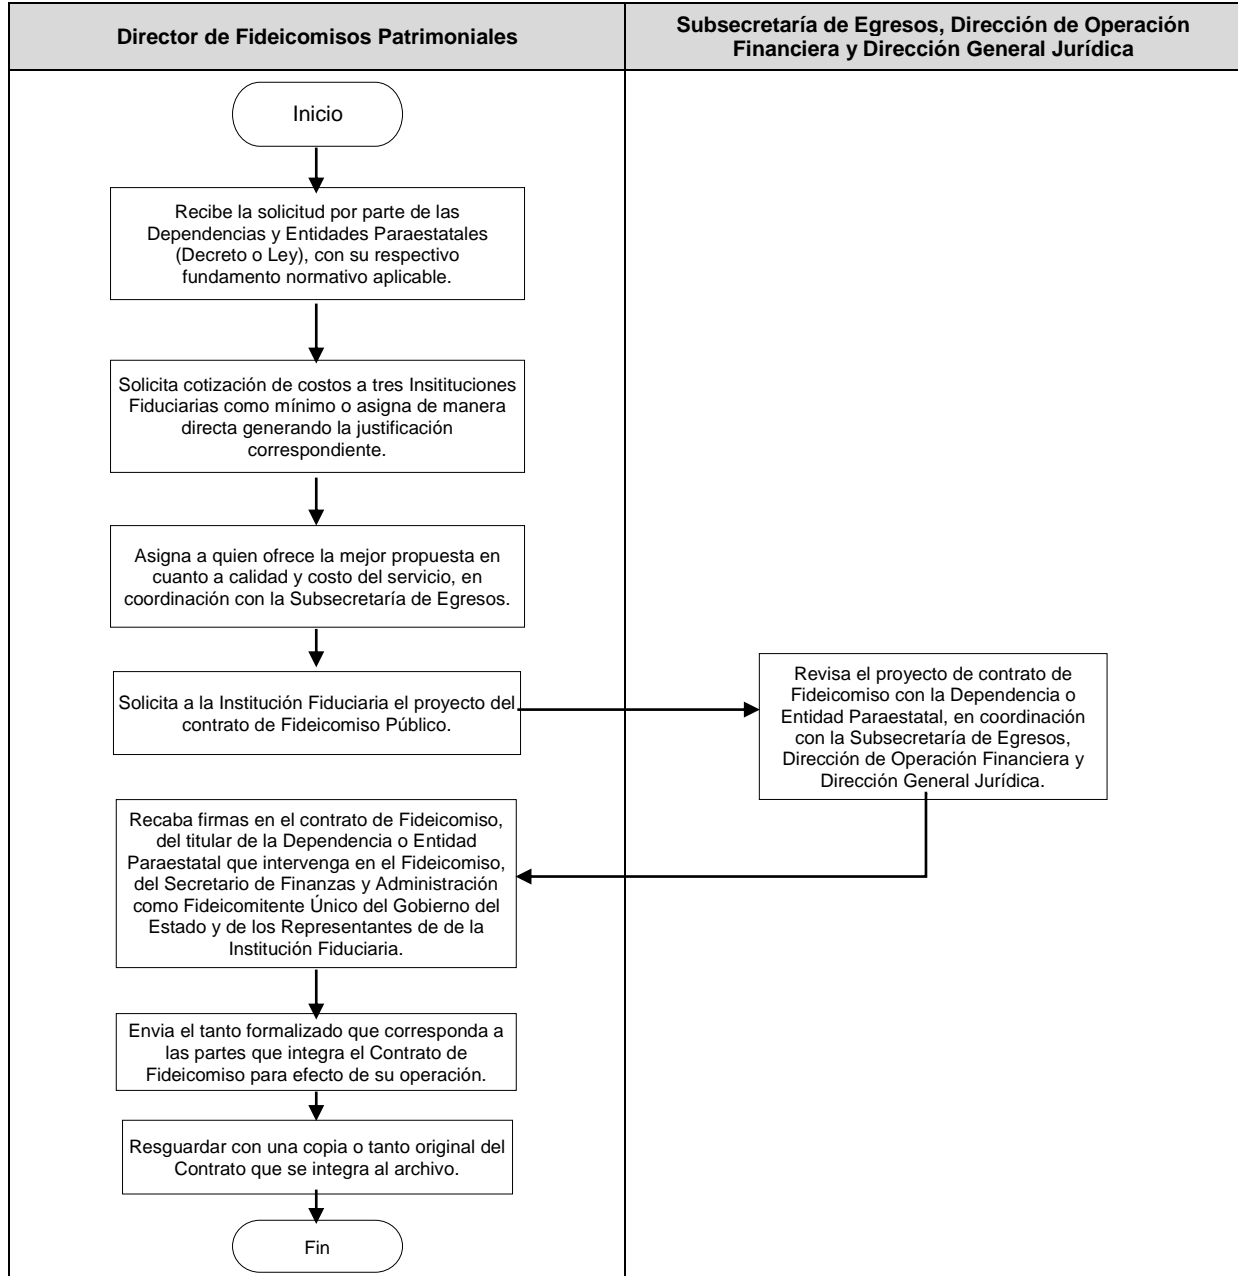 Director de Fideicomisos Patrimoniales
Subsecretaría de Egresos, Dirección de Operación
Financiera y Dirección General Jurídica
Inicio
Recibe la solicitud por parte de las
Dependencias y Entidades Paraestatales
(Decreto o Ley), con su respectivo
fundamento normativo aplicable.
Solicita cotización de costos a tres Insitituciones
Fiduciarias como mínimo o asigna de manera
directa generando la justificación
correspondiente.
Asigna a quien ofrece la mejor propuesta en
cuanto a calidad y costo del servicio, en
coordinación con la Subsecretaría de Egresos.
Solicita a la Institución Fiduciaria el proyecto del
contrato de Fideicomiso Público.
Revisa el proyecto de contrato de
Fideicomiso con la Dependencia o
Entidad Paraestatal, en coordinación
con la Subsecretaría de Egresos,
Dirección de Operación Financiera y
Dirección General Jurídica.
Recaba firmas en el contrato de Fideicomiso,
del titular de la Dependencia o Entidad
Paraestatal que intervenga en el Fideicomiso,
del Secretario de Finanzas y Administración
como Fideicomitente Único del Gobierno del
Estado y de los Representantes de de la
Institución Fiduciaria.
Envia el tanto formalizado que corresponda a
las partes que integra el Contrato de
Fideicomiso para efecto de su operación.
Resguardar con una copia o tanto original del
Contrato que se integra al archivo.
Fin